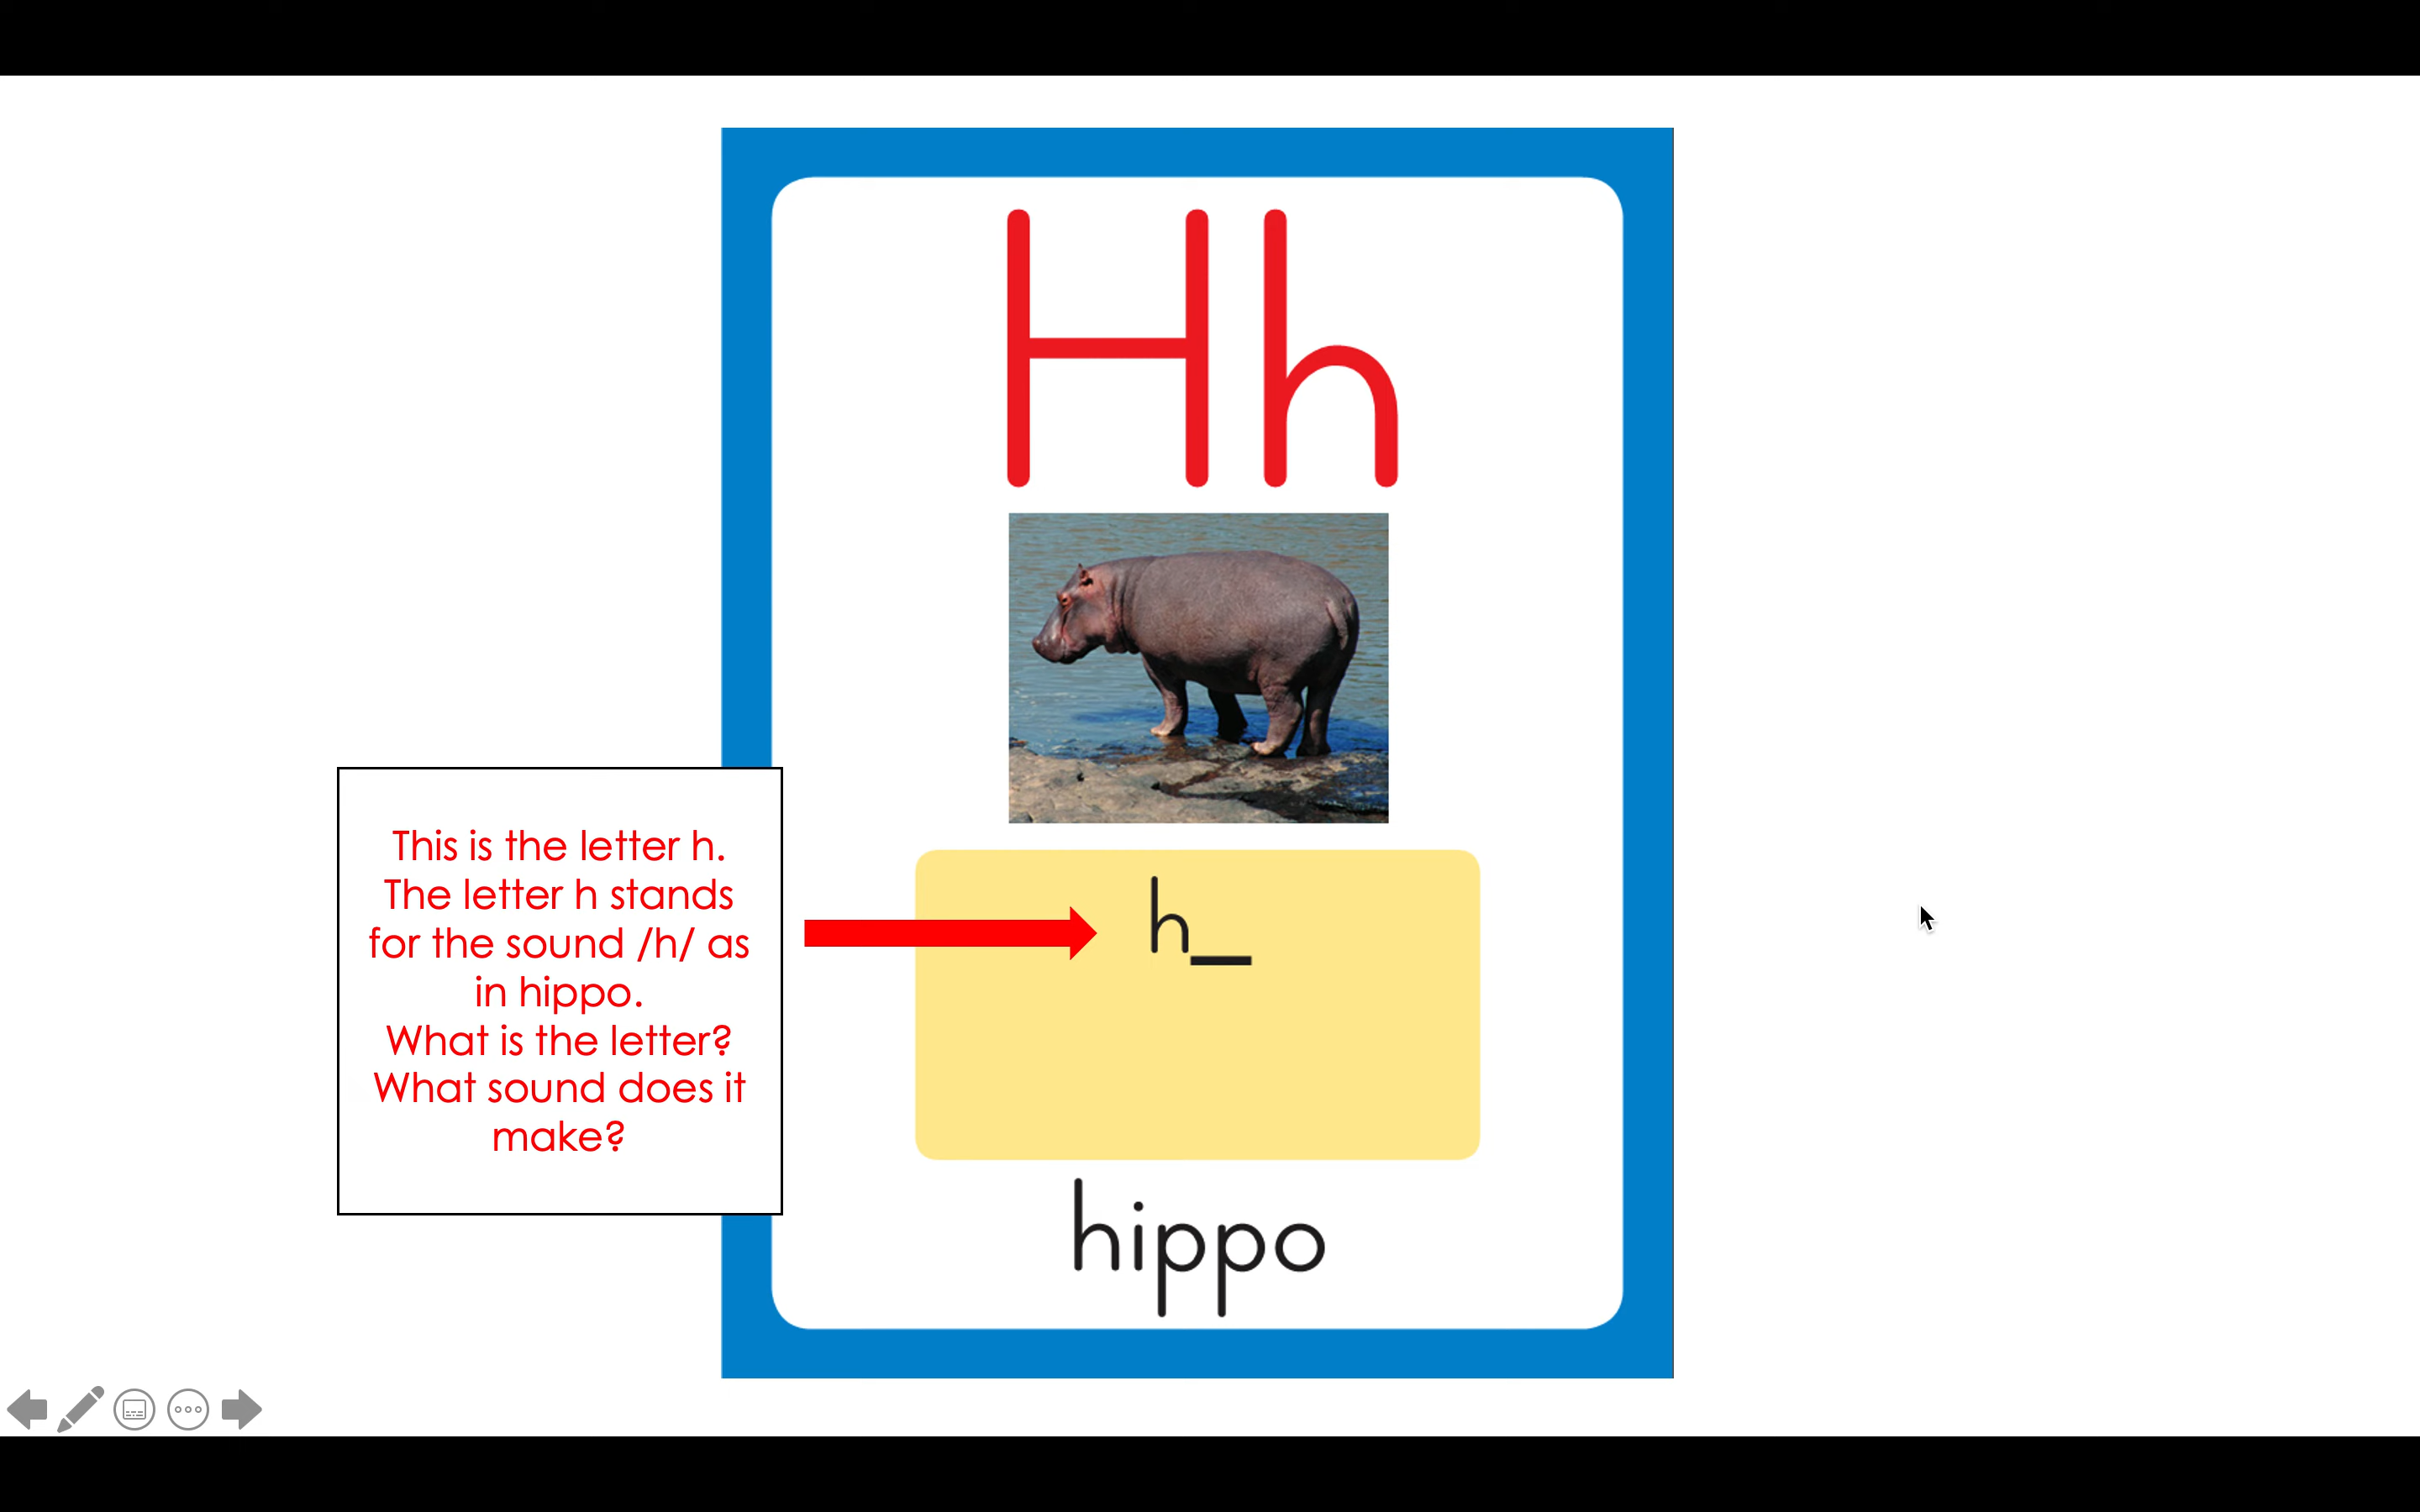 Hh
This is the letter h.
The letter h stands
for the sound /h/ as
in hippo.
What is the letter?
What sound does it
make?
h_
hippo